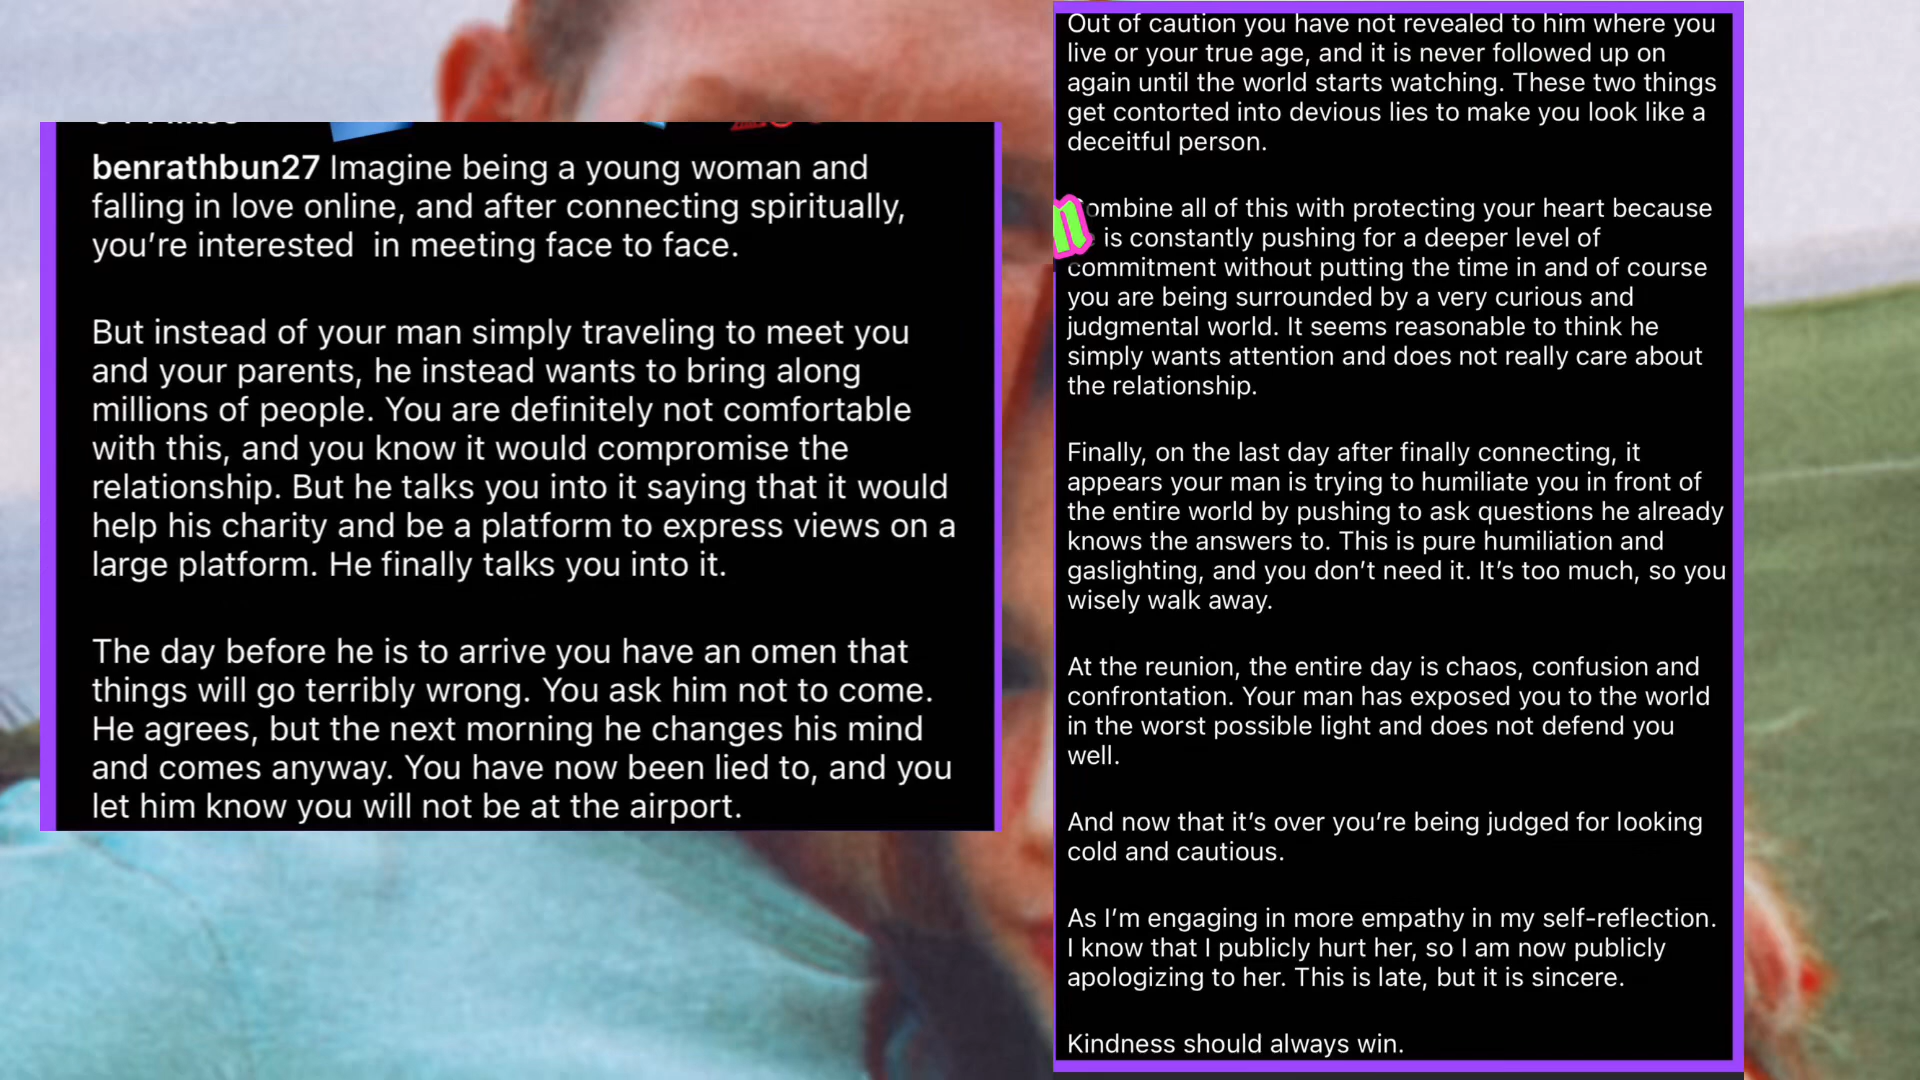 benrathbun27 Imagine being a young woman and
falling in love online, and after connecting spiritually,
you’re interested  in meeting face to face.
But instead of your man simply traveling to meet you
and your parents, he instead wants to bring along
millions of people. You are definitely not comfortable
with this, and you know it would compromise the
relationship. But he talks you into it saying that it would
help his charity and be a platform to express views on a
large platform. He finally talks you into it.
The day before he is to arrive you have an omen that
things will go terribly wrong. You ask him not to come.
He agrees, but the next morning he changes his mind
and comes anyway. You have now been lied to, and you
let him know you will not be at the airport.
Out of caution you have not revealed to him where you
live or your true age, and it is never followed up on
again until the world starts watching. These two things
get contorted into devious lies to make you look like a
deceitful person.
ombine all of this with protecting your heart because
is constantly pushing for a deeper level of
commitment without putting the time in and of course
you are being surrounded by a very curious and
judgmental world. It seems reasonable to think he
simply wants attention and does not really care about
the relationship.
Finally, on the last day after finally connecting, it
appears your man is trying to humiliate you in front of
the entire world by pushing to ask questions he already
knows the answers to. This is pure humiliation and
gaslighting, and you don’t need it. It’s too much, so you
wisely walk away.
At the reunion, the entire day is chaos, confusion and
confrontation. Your man has exposed you to the world
in the worst possible light and does not defend you
well.
And now that it’s over you’re being judged for looking
cold and cautious.
As I’m engaging in more empathy in my self-reflection.
I know that I publicly hurt her, so I am now publicly
apologizing to her. This is late, but it is sincere.
Kindness should always win.